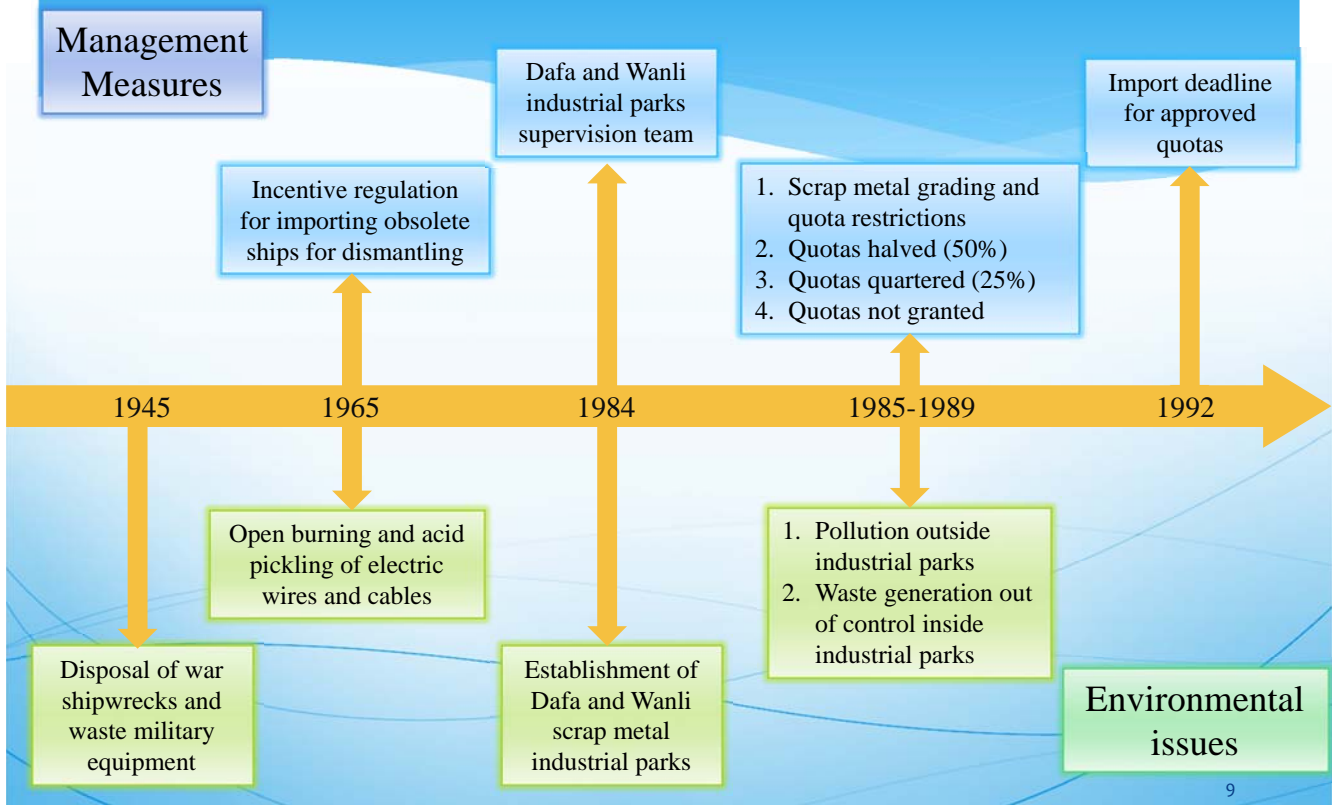 Management
Measures
Dafa and Wanli
industrial parks
supervision team
Import deadline
for approved
quotas
Incentive regulation
for importing obsolete
ships for dismantling
1. Scrap metal grading and
quota restrictions
2. Quotas halved (50%)
3. Quotas quartered (25%)
4. Quotas not granted
1945
1965
1984
1985-1989
1992
Open burning and acid
pickling of electric
wires and cables
1. Pollution outside
industrial parks
2. Waste generation out
of control inside
industrial parks
Disposal of war
shipwrecks and
waste military
equipment
Establishment of
Dafa and Wanli
scrap metal
industrial parks
Environmental
issues
9